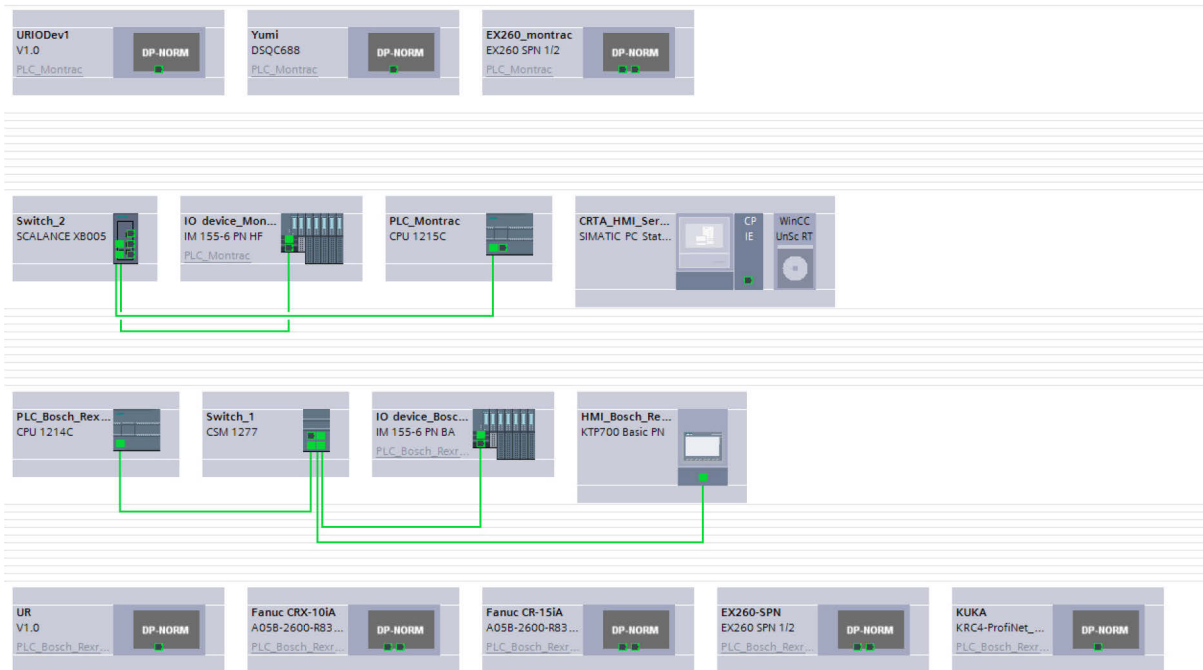 URIODev1
V1.0
PLC_Montrac
DP-NORM
Yumi
DSQC688
PLC_Montrac
DP-NORM
EX260_montrac
EX260 SPN 1/2
PLC_Montrac
DP-NORM
Switch_2
SCALANCE XB005
IO device_Mon...
IM 155-6 PN HF
PLC_Montrac
PLC_Montrac
CPU 1215C
CRTA_HMI_Ser...
SIMATIC PC Stat...
CP
IE
WinCC
UnSc RT
PLC_Bosch_Rex...
CPU 1214C
Switch_1
CSM 1277
IO device_Bosc...
IM 155-6 PN BA
PLC_Bosch_Rexr...
HMI_Bosch_Re...
KTP700 Basic PN
UR
V1.0
PLC_Bosch_Rexr...
DP-NORM
Fanuc CRX-10iA
A05B-2600-R83...
PLC_Bosch_Rexr...
DP-NORM
Fanuc CR-15iA
A05B-2600-R83...
PLC_Bosch_Rexr...
DP-NORM
EX260-SPN
EX260 SPN 1/2
PLC_Bosch_Rexr...
DP-NORM
KUKA
KRC4-ProfiNet_...
PLC_Bosch_Rexr...
DP-NORM